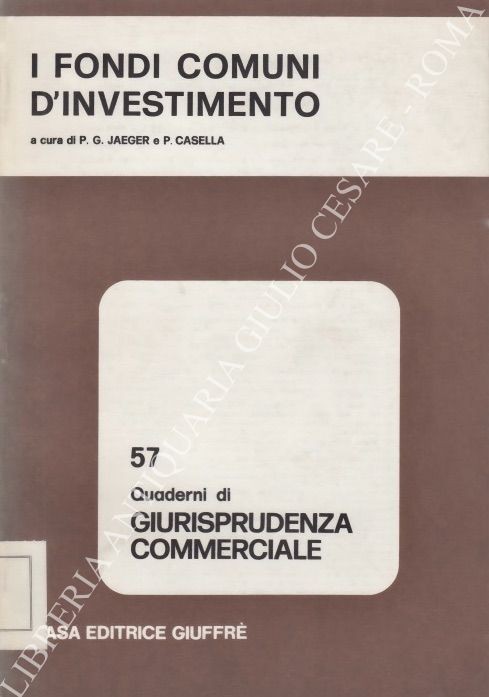 I FONDI COMUNI
D'INVESTIMENTO
a cura di P. G. JAEGER e P. CASELLA
57
Quaderni di
GIURISPRUDENZA
COMMERCIALE
CASA EDITRICE GIUFFRÈ
LIBRERIA ANTIQUARIA GIULIO CESARE - ROMA